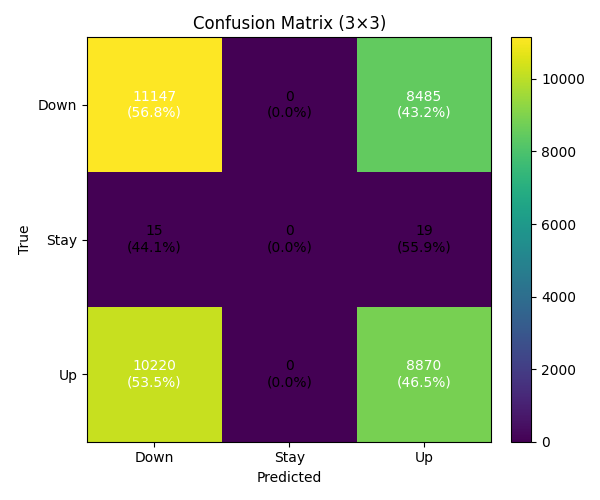 Confusion Matrix (3×3)
Down
11147
(56.8%)
0
(0.0%)
8485
(43.2%)
Stay
15
(44.1%)
0
(0.0%)
19
(55.9%)
Up
10220
(53.5%)
0
(0.0%)
8870
(46.5%)
True
Down
Stay
Up
Predicted
10000
8000
6000
4000
2000
0